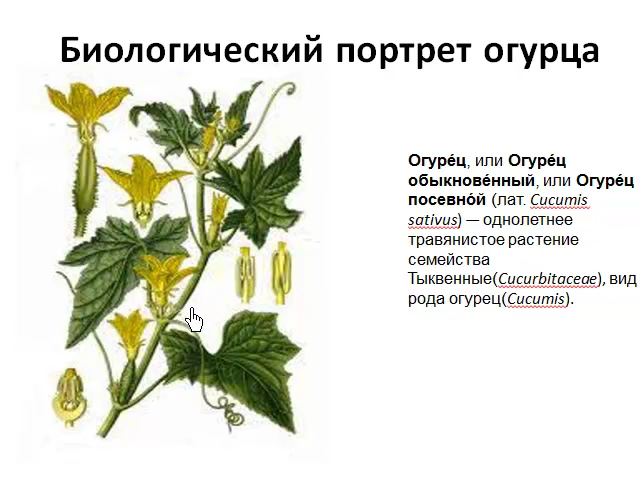 Биологический портрет огурца
Огуре́ц, или Огуре́ц
обыкнове́нный, или Огуре́ц
посевно́й (лат. Cucumis
sativus) — однолетнее
травянистое растение
семейства
Тыквенные(Cucurbitaceae), вид
рода огурец(Cucumis).